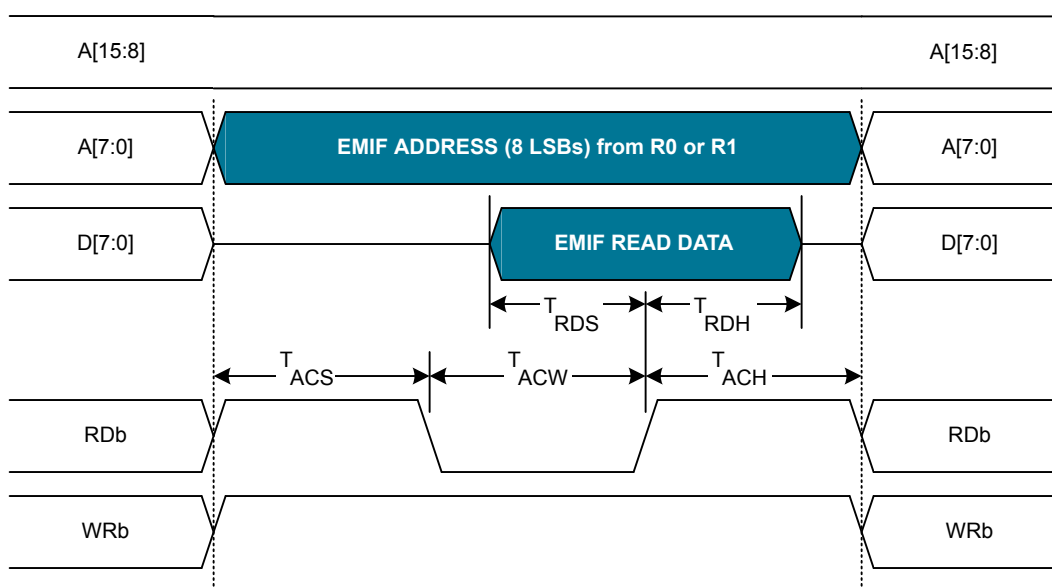 A[15:8]
A[15:8]
A[7:0]
EMIF ADDRESS (8 LSBs) from R0 or R1
A[7:0]
D[7:0]
EMIF READ DATA
D[7:0]
TRDS
TRDH
TACS
TACW
TACH
RDb
RDb
WRb
WRb